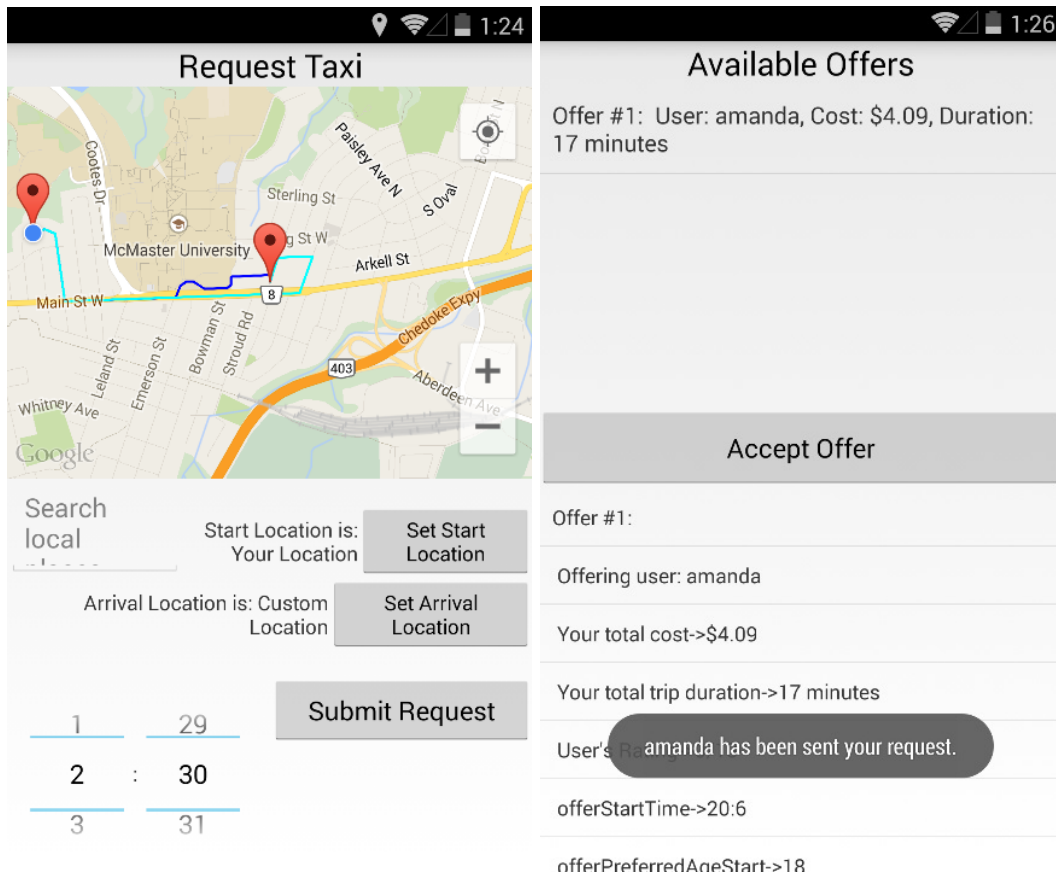 1:24
Request Taxi
Paisley Ave N
Cootes Dr
Sterling St
S Oval
McMaster University
g St W
Arkell St
Main St W
8
Chedoke Expy
Bowman St
Stroud Rd
Leland St
Emerson St
403
Aberdeen Ave
Whitney Ave
Google
Search
local
Start Location is:
Your Location
Set Start
Location
Arrival Location is: Custom
Location
Set Arrival
Location
Submit Request
1 29
2 : 30
3 31
1:26
Available Offers
Offer #1: User: amanda, Cost: $4.09, Duration:
17 minutes
Accept Offer
Offer #1:
Offering user: amanda
Your total cost->$4.09
Your total trip duration->17 minutes
User's
amanda has been sent your request.
offerStartTime->20:6
offerPreferredAgeStart->18